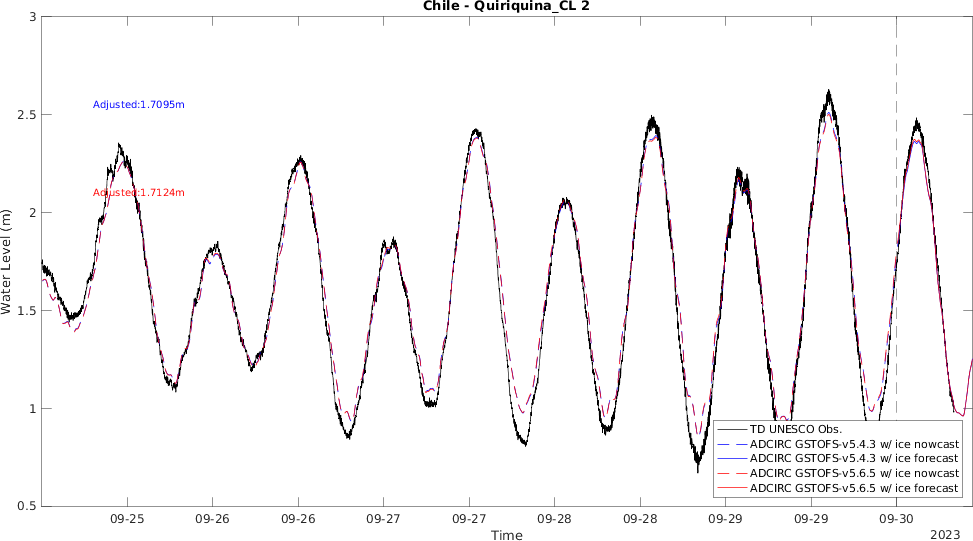 Chile - Quiriquina_CL 2
3
2.5
2
1.5
1
0.5
Water Level (m)
Adjusted:1.7095m
Adjusted:1.7124m
TD UNESCO Obs.
ADCIRC GSTOFS-v5.4.3 w/ ice nowcast
ADCIRC GSTOFS-v5.4.3 w/ ice forecast
ADCIRC GSTOFS-v5.6.5 w/ ice nowcast
ADCIRC GSTOFS-v5.6.5 w/ ice forecast
09-25 09-26 09-26 09-27 09-27 09-28 09-28 09-29 09-29 09-30
Time
2023